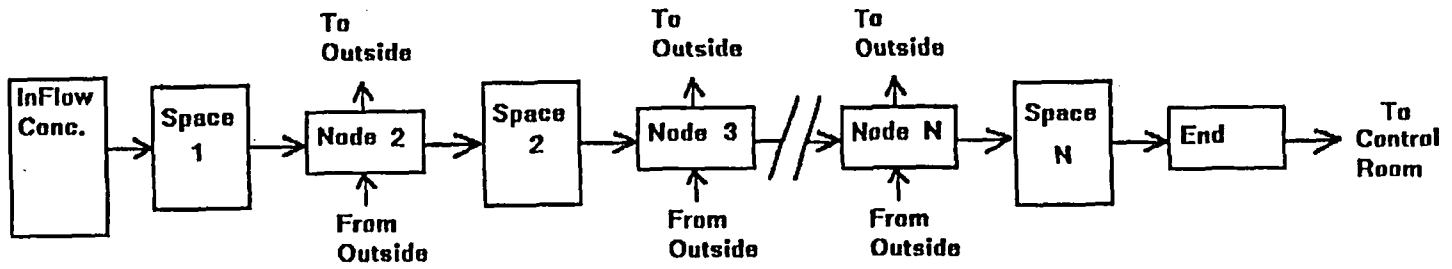 InFlow
Conc.
Space
1
To
Outside
Node 2
From
Outside
Space
2
To
Outside
Node 3
From
Outside
To
Outside
Node N
From
Outside
Space
N
End
To
Control
Room